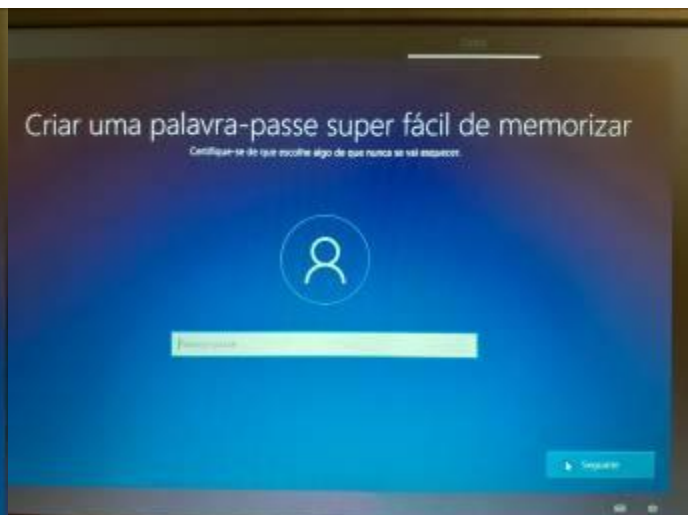 Criar uma palavra-passe super fácil de memorizar
Certifique-se de que escolhe algo de que nunca se vai esquecer.
Palavra-passe
Seguinte